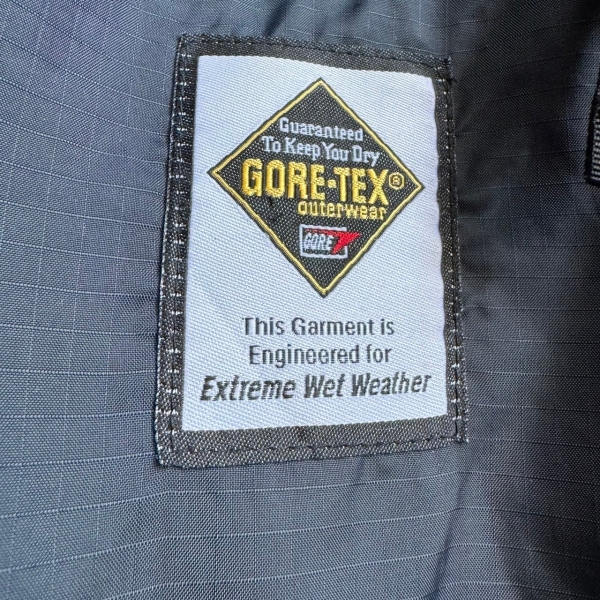 Guaranteed
To Keep You Dry
GORE-TEX®
outerwear
GORE
This Garment is
Engineered for
Extreme Wet Weather